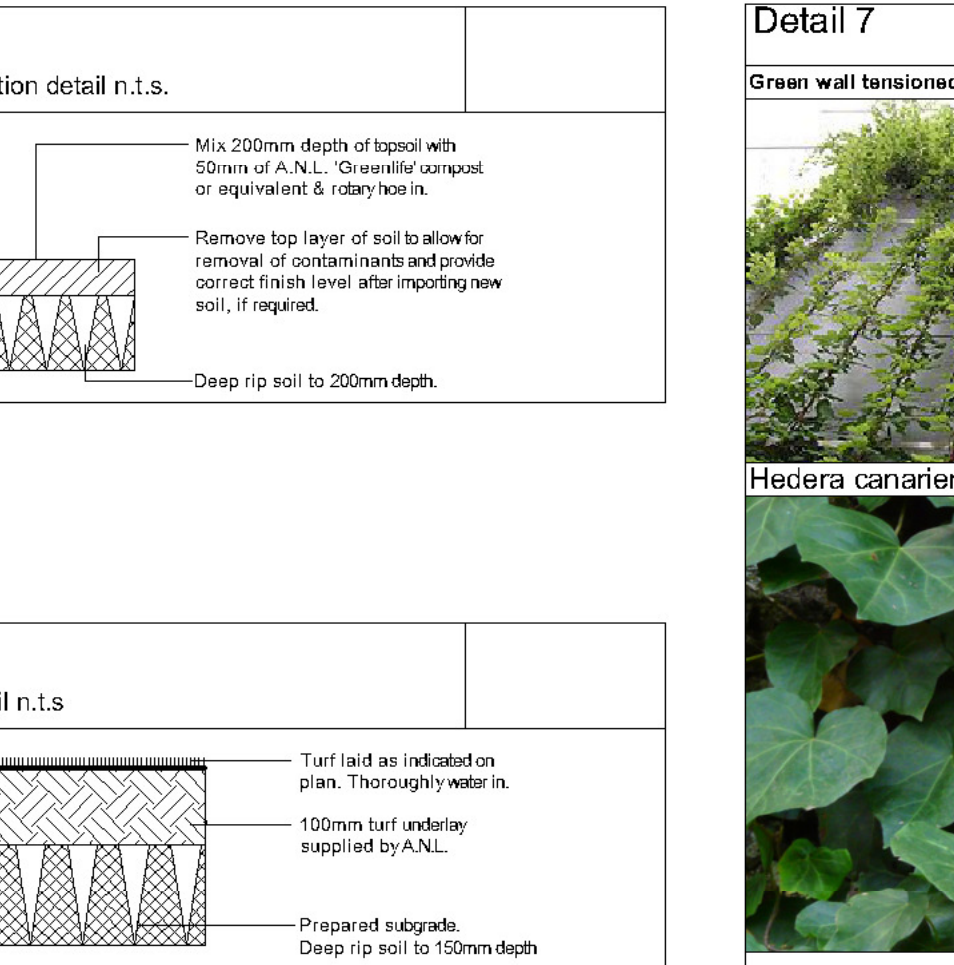 tion detail n.t.s.
Mix 200mm depth of topsoil with
50mm of A.N.L. 'Greenlife' compost
or equivalent & rotary hoe in.
Remove top layer of soil to allow for
removal of contaminants and provide
correct finish level after importing new
soil, if required.
Deep rip soil to 200mm depth.
il n.t.s
Turf laid as indicated on
plan. Thoroughly water in.
100mm turf underlay
supplied by A.N.L.
Prepared subgrade.
Deep rip soil to 150mm depth
Detail 7
Green wall tensioned
Hedera canarien